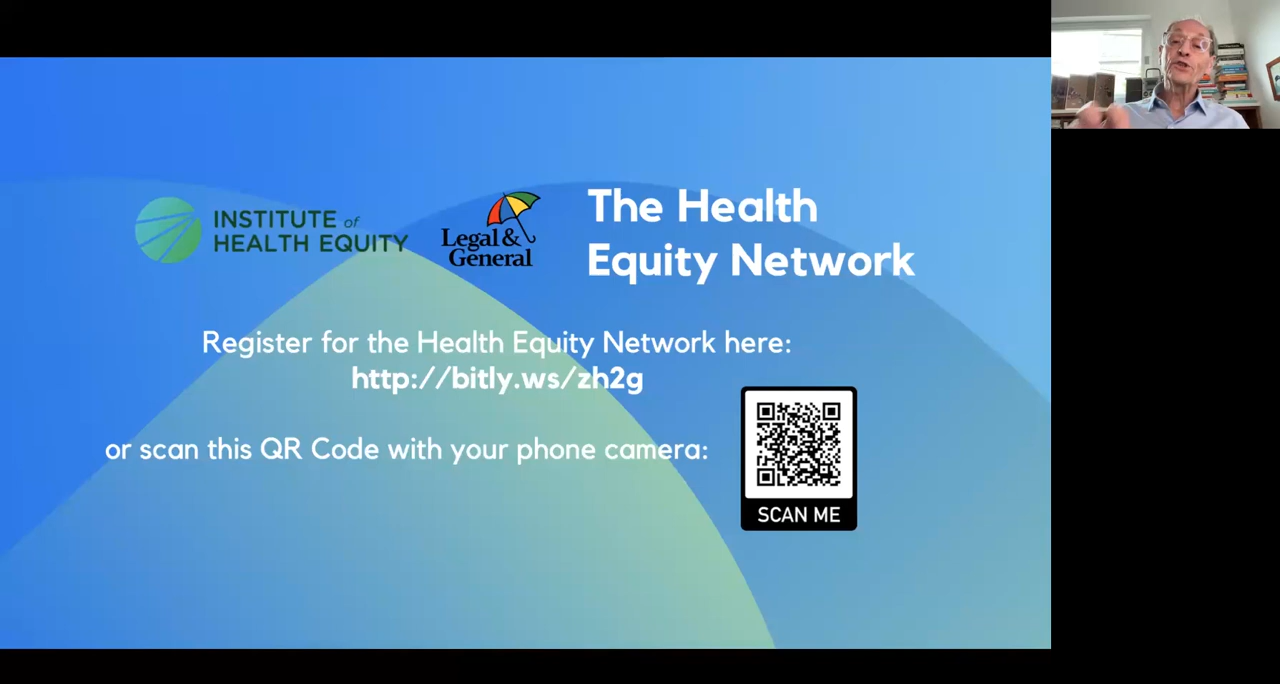 INSTITUTE of
HEALTH EQUITY
Legal &
General
The Health
Equity Network
Register for the Health Equity Network here:
http://bitly.ws/zh2g
or scan this QR Code with your phone camera:
SCAN ME